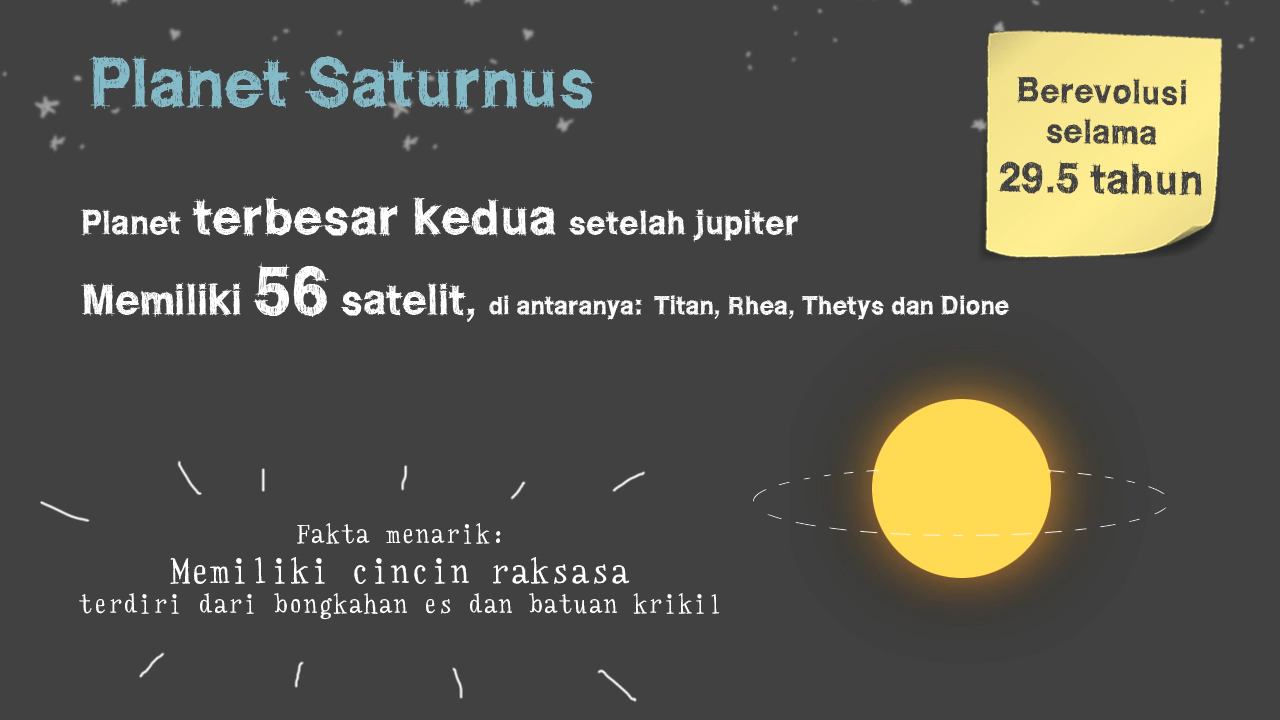 Planet Saturnus
Berevolusi
selama
29.5 tahun
Planet terbesar kedua setelah jupiter
Memiliki 56 satelit, di antaranya: Titan, Rhea, Thetys dan Dione
Fakta menarik:
Memiliki cincin raksasa
terdiri dari bongkahan es dan batuan krikil